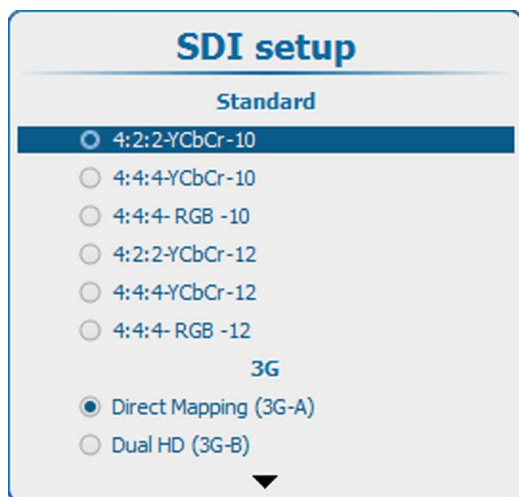 SDI setup
Standard
4:2:2-YCbCr-10
4:4:4-YCbCr-10
4:4:4- RGB -10
4:2:2-YCbCr-12
4:4:4-YCbCr-12
4:4:4- RGB -12
3G
Direct Mapping (3G-A)
Dual HD (3G-B)